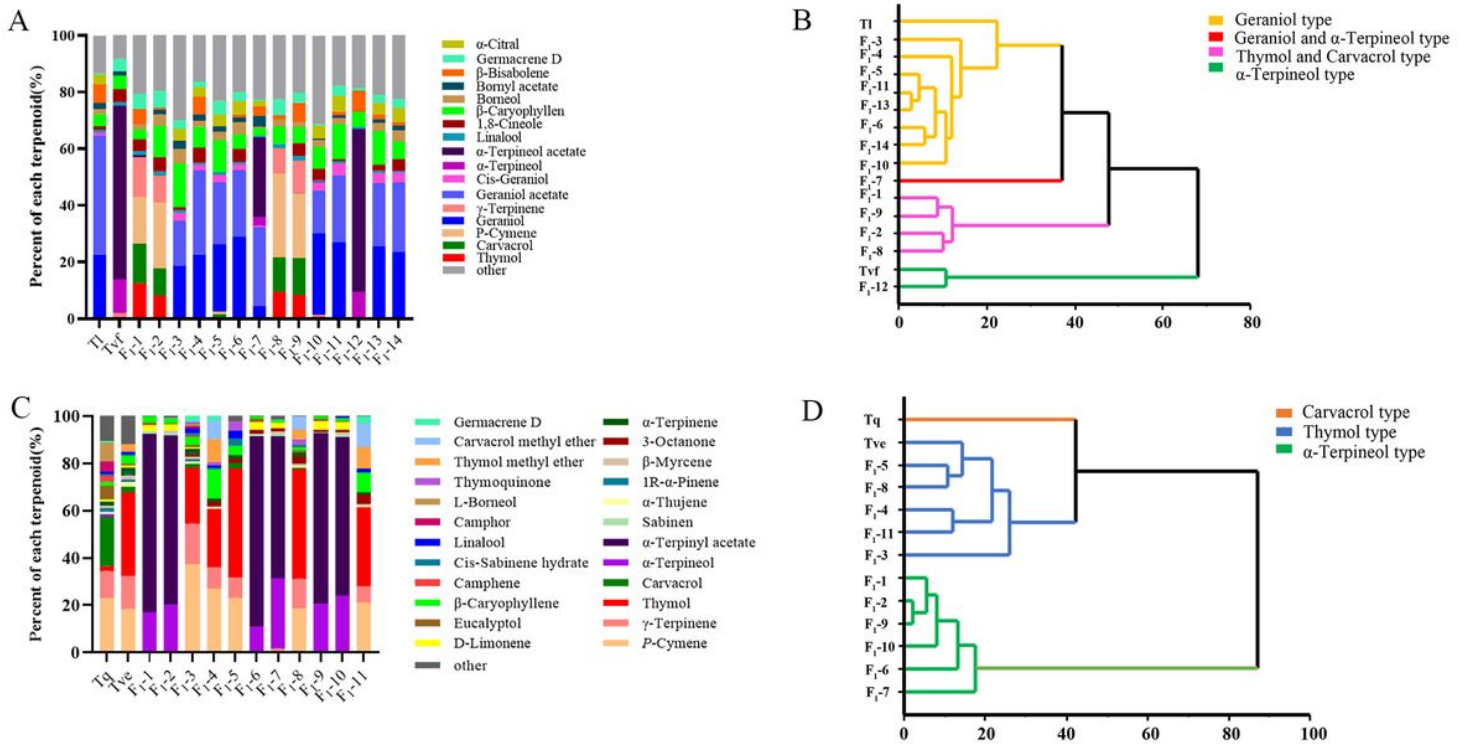 A
Percent of each terpenoid(%)
100
80
60
40
20
0
Tl
Tvf
F1-1
F1-2
F1-3
F1-4
F1-5
F1-6
F1-7
F1-8
F1-9
F1-10
F1-11
F1-12
F1-13
F1-14
α-Citral
Germacrene D
β-Bisabolene
Bornyl acetate
Borneol
β-Caryophyllen
1,8-Cineole
Linalool
α-Terpineol acetate
α-Terpineol
Cis-Geraniol
Geraniol acetate
γ-Terpinene
Geraniol
P-Cymene
Carvacrol
Thymol
other
B
Tl
F1-3
F1-4
F1-5
F1-11
F1-13
F1-6
F1-14
F1-10
F1-7
F1-1
F1-9
F1-2
F1-8
Tvf
F1-12
0
20
40
60
80
Geraniol type
Geraniol and α-Terpineol type
Thymol and Carvacrol type
α-Terpineol type
C
Percent of each terpenoid(%)
100
80
60
40
20
0
Tq
Tve
F1-1
F1-2
F1-3
F1-4
F1-5
F1-6
F1-7
F1-8
F1-9
F1-10
F1-11
Germacrene D
Carvacrol methyl ether
Thymol methyl ether
Thymoquinone
L-Borneol
Camphor
Linalool
Cis-Sabinene hydrate
Camphene
β-Caryophyllene
Eucalyptol
D-Limonene
other
α-Terpinene
3-Octanone
β-Myrcene
1R-α-Pinene
α-Thujene
Sabinen
α-Terpinyl acetate
α-Terpineol
Carvacrol
Thymol
γ-Terpinene
P-Cymene
D
Tq
Tve
F1-5
F1-8
F1-4
F1-11
F1-3
F1-1
F1-2
F1-9
F1-10
F1-6
F1-7
0
20
40
60
80
100
Carvacrol type
Thymol type
α-Terpineol type